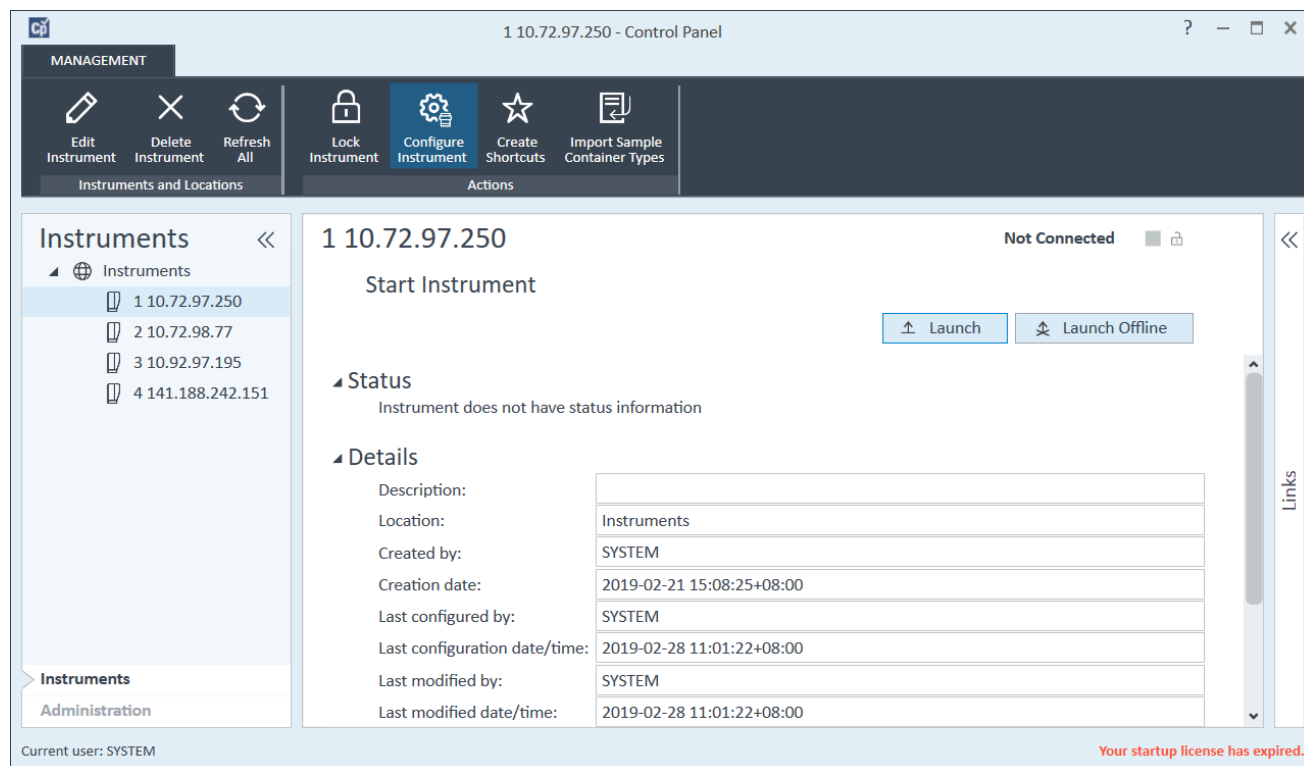 Cp
1 10.72.97.250 - Control Panel
?
MANAGEMENT
Edit
Instrument
Delete
Instrument
Refresh
All
Lock
Instrument
Configure
Instrument
Create
Shortcuts
Import Sample
Container Types
Instruments and Locations
Actions
Instruments
Instruments
1 10.72.97.250
2 10.72.98.77
3 10.92.97.195
4 141.188.242.151
Instruments
Administration
1 10.72.97.250
Not Connected
Start Instrument
Launch
Launch Offline
Status
Instrument does not have status information
Details
Description:
Location: Instruments
Created by: SYSTEM
Creation date: 2019-02-21 15:08:25+08:00
Last configured by: SYSTEM
Last configuration date/time: 2019-02-28 11:01:22+08:00
Last modified by: SYSTEM
Last modified date/time: 2019-02-28 11:01:22+08:00
Links
Current user: SYSTEM
Your startup license has expired.